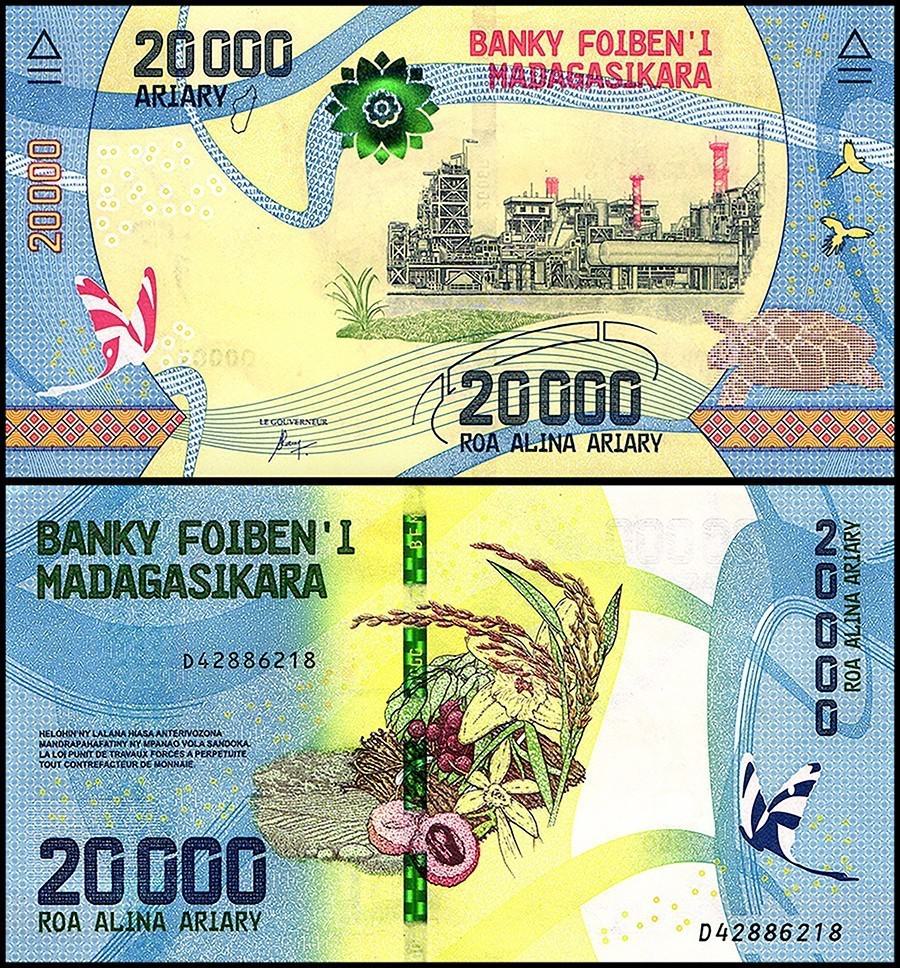 20000
ARIARY
BANKY FOIBEN'I
MADAGASIKARA
20000
20000
LE GOUVERNEUR
20000
ROA ALINA ARIARY
BANKY FOIBEN'I
MADAGASIKARA
D42886218
HELOHIN'NY LALANA HIASA ANTERIVOZONA
MANDRAPAHAFATINY NY MPANAO VOLA SANDOKA.
LA LOI PUNIT DE TRAVAUX FORCÉS À PERPÉTUITÉ
TOUT CONTREFACTEUR DE MONNAIE.
20000
ROA ALINA ARIARY
20000
ROA ALINA ARIARY
D42886218